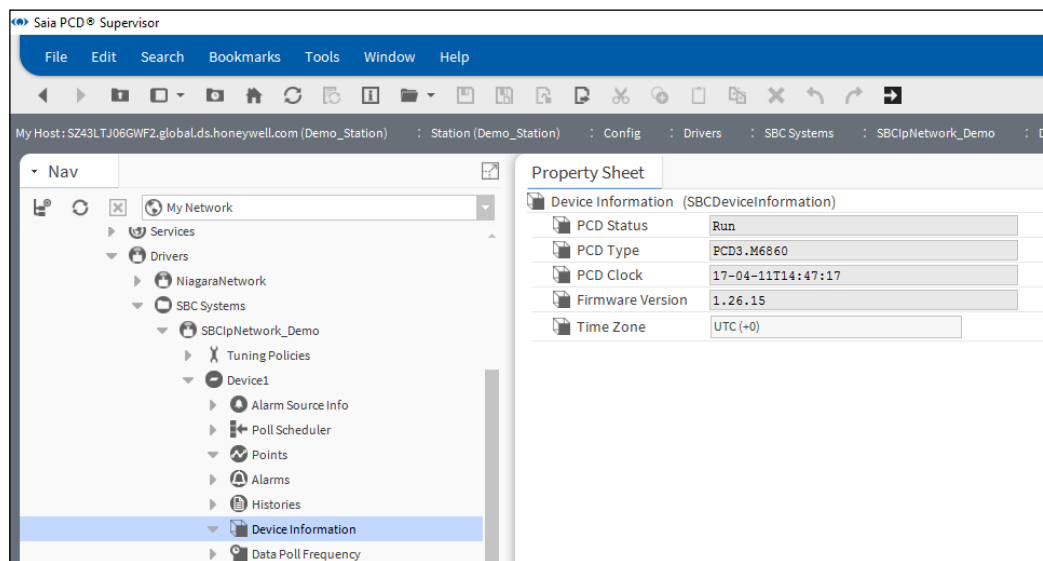 Saia PCD® Supervisor
File Edit Search Bookmarks Tools Window Help
My Host : SZ43LTJ06GWF2.global.ds.honeywell.com (Demo_Station) : Station (Demo_Station) : Config : Drivers : SBC Systems : SBCIpNetwork_Demo :
Nav
My Network
Services
Drivers
NiagaraNetwork
SBC Systems
SBCIpNetwork_Demo
Tuning Policies
Device1
Alarm Source Info
Poll Scheduler
Points
Alarms
Histories
Device Information
Data Poll Frequency
Property Sheet
Device Information (SBCDeviceInformation)
PCD Status Run
PCD Type PCD3.M6860
PCD Clock 17-04-11T14:47:17
Firmware Version 1.26.15
Time Zone UTC (+0)